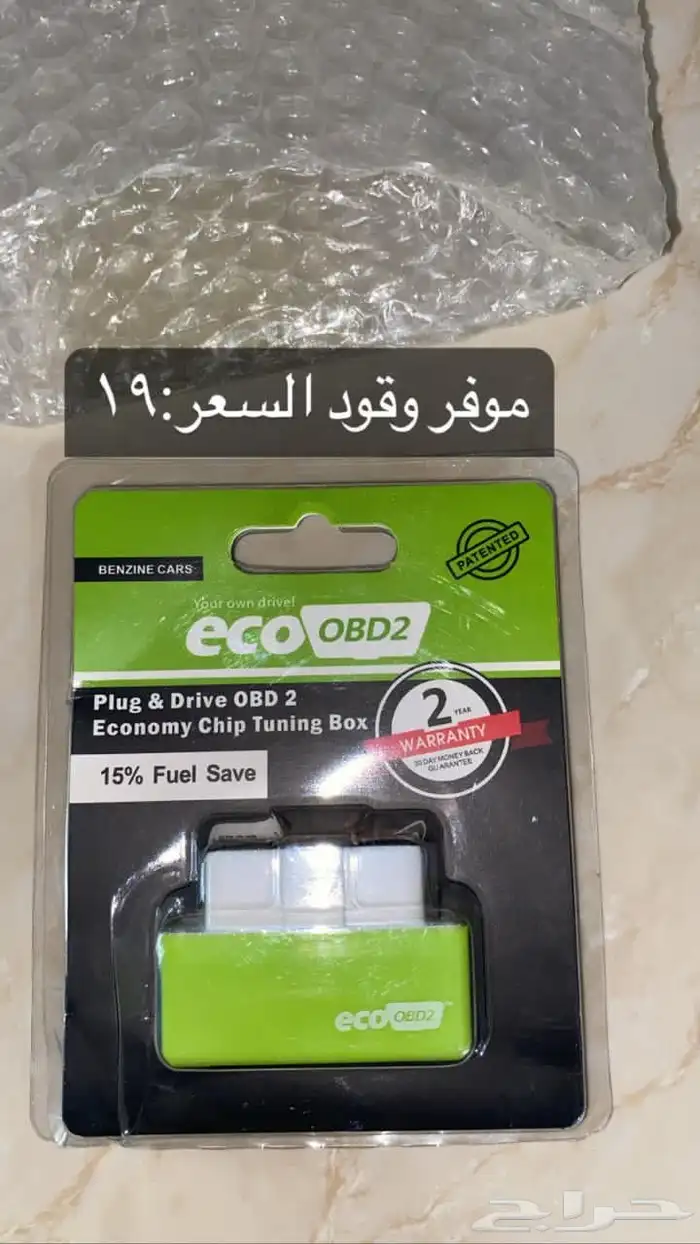 موفر وقود السعر:١٩
BENZINE CARS
PATENTED
Your own drive!
eco OBD2
Plug & Drive OBD 2
Economy Chip Tuning Box
2 YEAR
WARRANTY
30 DAY MONEY BACK
GUARANTEE
15% Fuel Save
eco OBD2
حراج